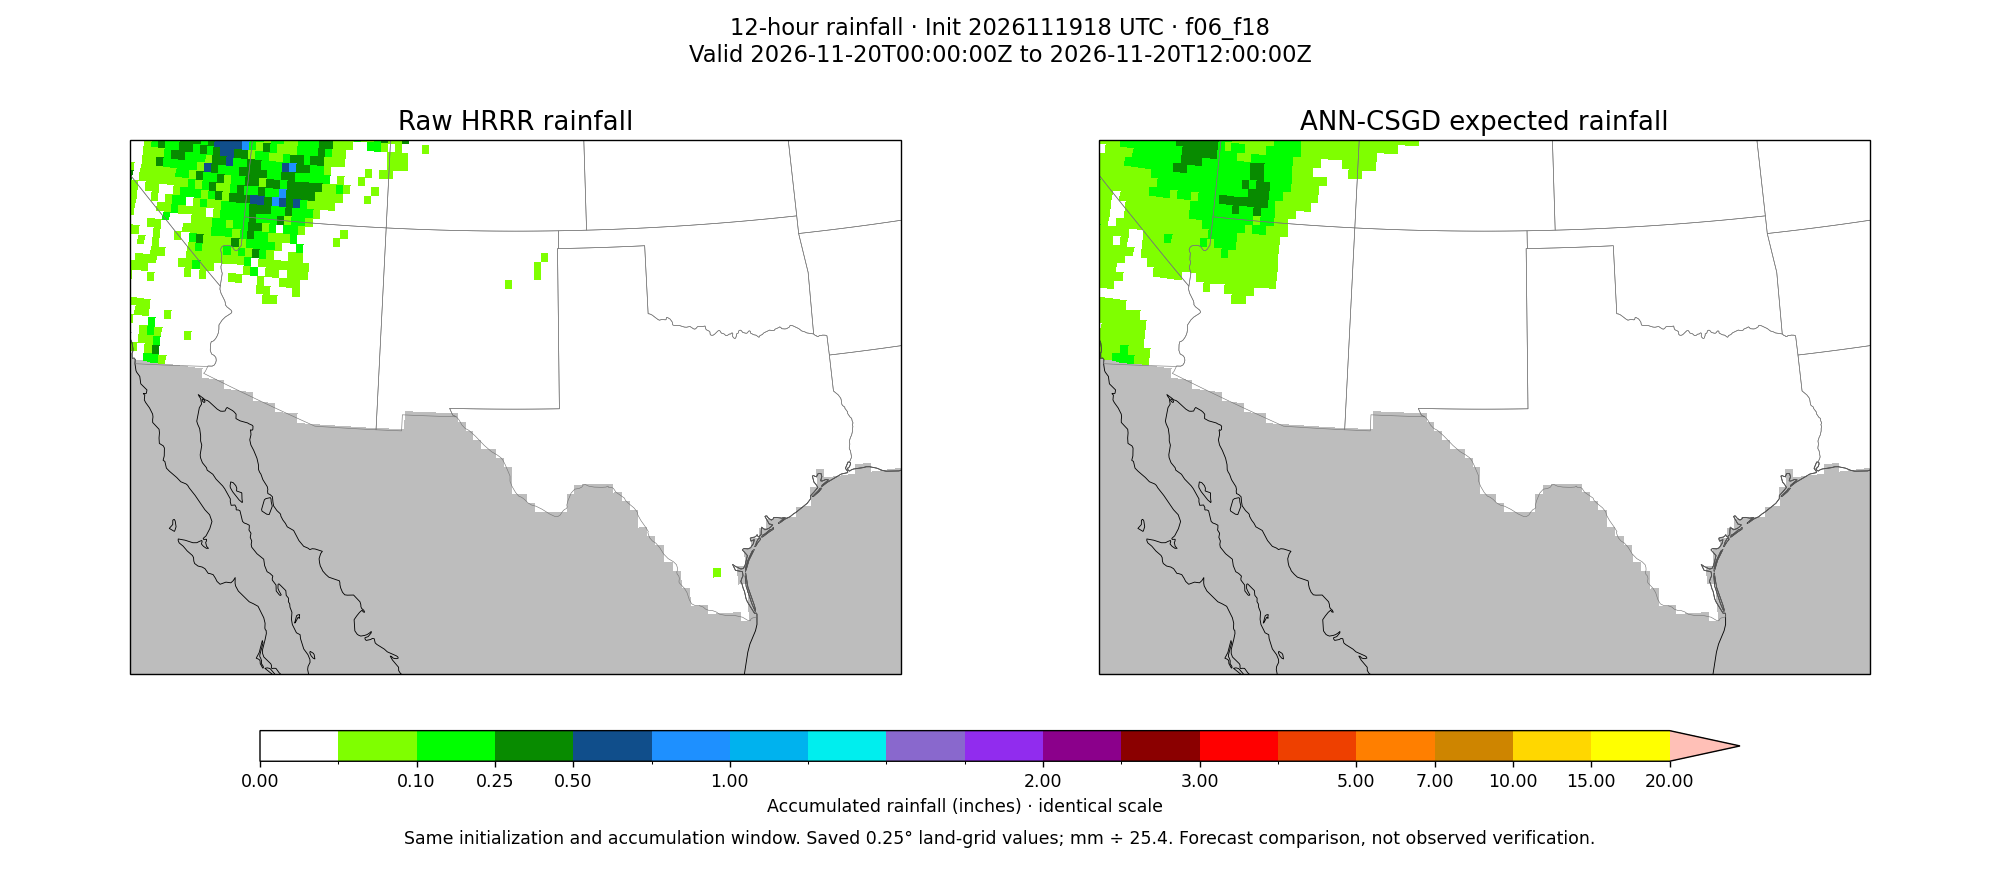 12-hour rainfall · Init 2026111918 UTC · f06_f18
Valid 2026-11-20T00:00:00Z to 2026-11-20T12:00:00Z
Raw HRRR rainfall
ANN-CSGD expected rainfall
0.00 0.10 0.25 0.50 1.00 2.00 3.00 5.00 7.00 10.00 15.00 20.00
Accumulated rainfall (inches) · identical scale
Same initialization and accumulation window. Saved 0.25° land-grid values; mm ÷ 25.4. Forecast comparison, not observed verification.